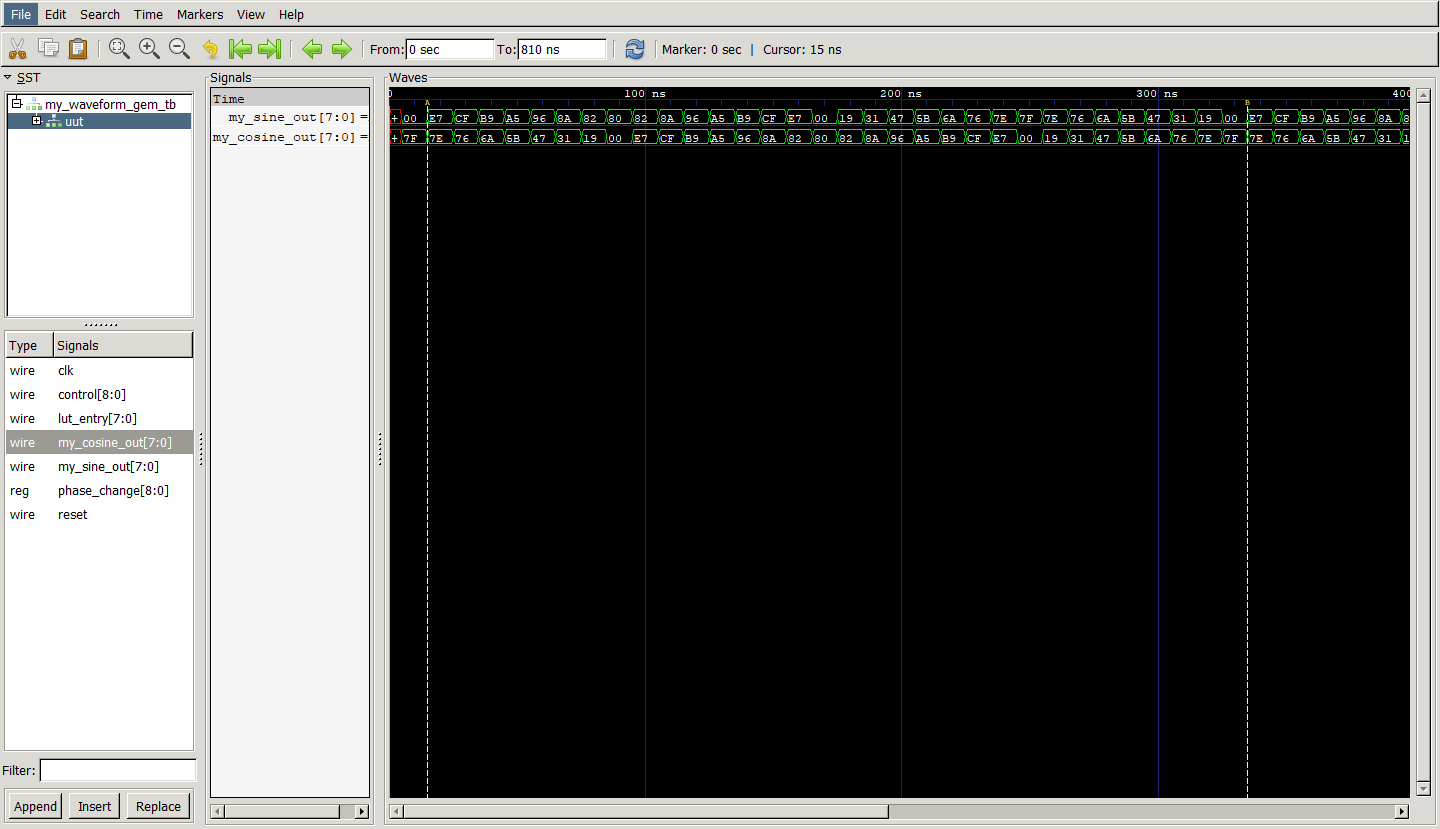 File Edit Search Time Markers View Help
From: 0 sec To: 810 ns Marker: 0 sec | Cursor: 15 ns
SST
my_waveform_gem_tb
uut
Type Signals
wire clk
wire control[8:0]
wire lut_entry[7:0]
wire my_cosine_out[7:0]
wire my_sine_out[7:0]
reg phase_change[8:0]
wire reset
Filter:
Append Insert Replace
Signals
Time
my_sine_out[7:0] =
my_cosine_out[7:0] =
Waves
0 100 ns 200 ns 300 ns 400
A B
+ 00 E7 CF B9 A5 96 8A 82 80 82 8A 96 A5 B9 CF E7 00 19 31 47 5B 6A 76 7E 7F 7E 76 6A 5B 47 31 19 00 E7 CF B9 A5 96 8A 8
+ 7F 7E 76 6A 5B 47 31 19 00 E7 CF B9 A5 96 8A 82 80 82 8A 96 A5 B9 CF E7 00 19 31 47 5B 6A 76 7E 7F 7E 76 6A 5B 47 31 1